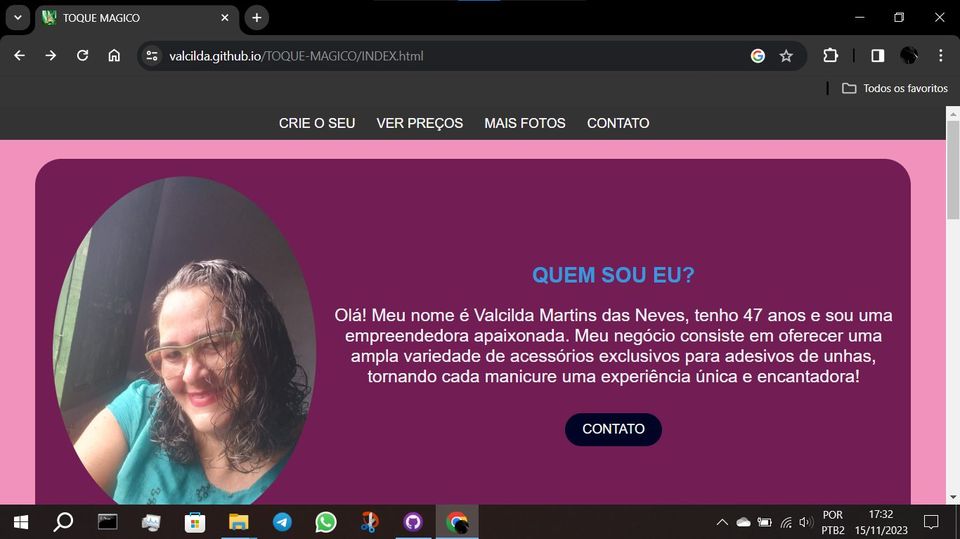 TOQUE MAGICO
valcilda.github.io/TOQUE-MAGICO/INDEX.html
Todos os favoritos
CRIE O SEU VER PREÇOS MAIS FOTOS CONTATO
QUEM SOU EU?
Olá! Meu nome é Valcilda Martins das Neves, tenho 47 anos e sou uma
empreendedora apaixonada. Meu negócio consiste em oferecer uma
ampla variedade de acessórios exclusivos para adesivos de unhas,
tornando cada manicure uma experiência única e encantadora!
CONTATO
POR 17:32
PTB2 15/11/2023